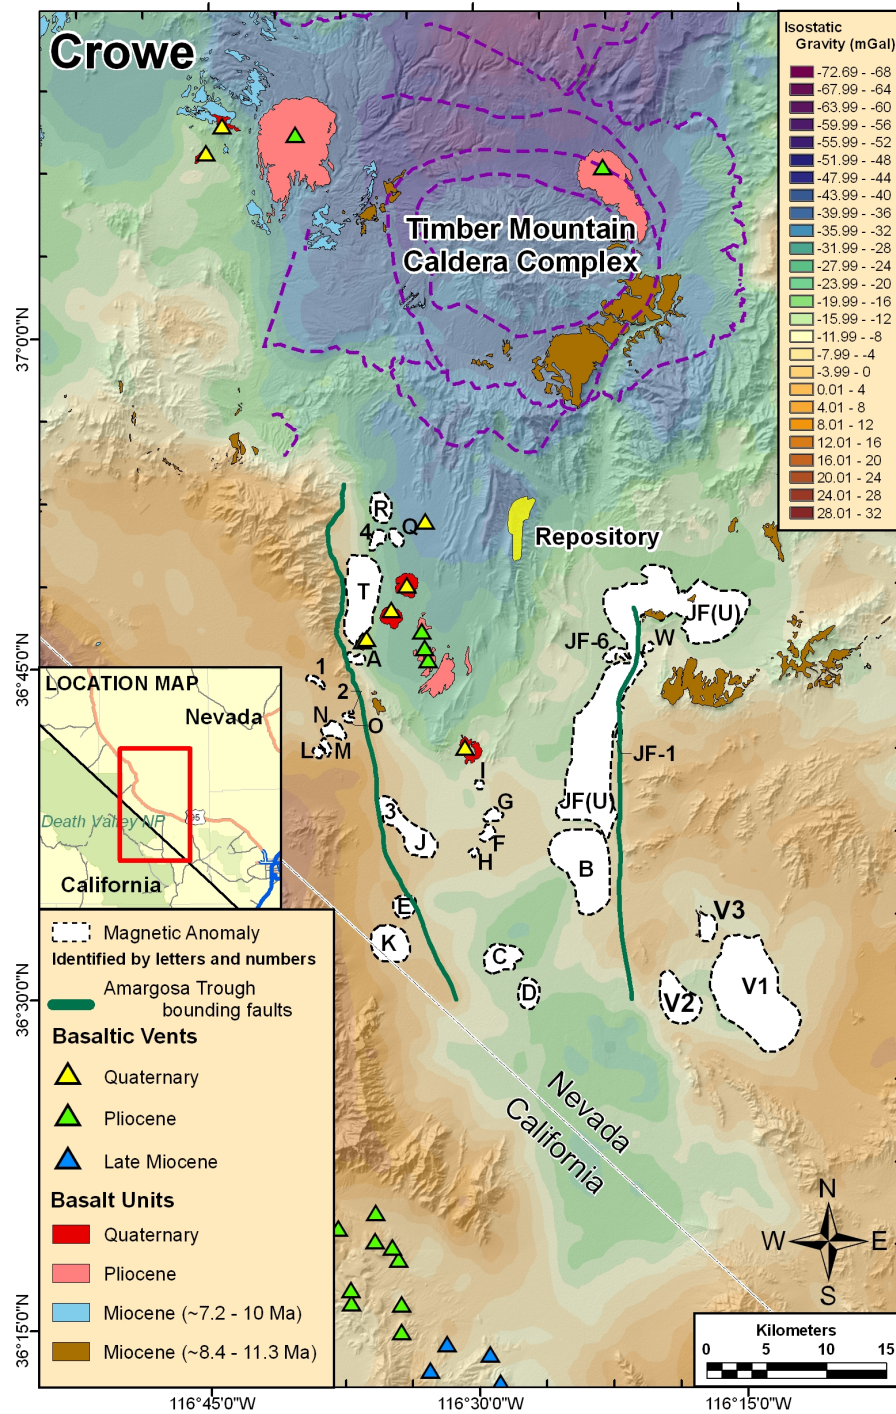 Crowe
Isostatic
Gravity (mGal)
-72.69 - -68
-67.99 - -64
-63.99 - -60
-59.99 - -56
-55.99 - -52
-51.99 - -48
-47.99 - -44
-43.99 - -40
-39.99 - -36
-35.99 - -32
-31.99 - -28
-27.99 - -24
-23.99 - -20
-19.99 - -16
-15.99 - -12
-11.99 - -8
-7.99 - -4
-3.99 - 0
0.01 - 4
4.01 - 8
8.01 - 12
12.01 - 16
16.01 - 20
20.01 - 24
24.01 - 28
28.01 - 32
Timber Mountain
Caldera Complex
37°0'0"N
R
4
Q
Repository
T
JF(U)
JF-6
W
A
36°45'0"N
1
2
N
O
L
M
JF-1
I
3
G
JF(U)
J
F
H
B
E
V3
K
C
V1
D
V2
36°30'0"N
LOCATION MAP
Nevada
95
Death Valley NP
California
Magnetic Anomaly
Identified by letters and numbers
Amargosa Trough
bounding faults
Basaltic Vents
Quaternary
Pliocene
Late Miocene
Basalt Units
Quaternary
Pliocene
Miocene (~7.2 - 10 Ma)
Miocene (~8.4 - 11.3 Ma)
Nevada
California
N
W
E
S
36°15'0"N
Kilometers
0 5 10 15
116°45'0"W
116°30'0"W
116°15'0"W